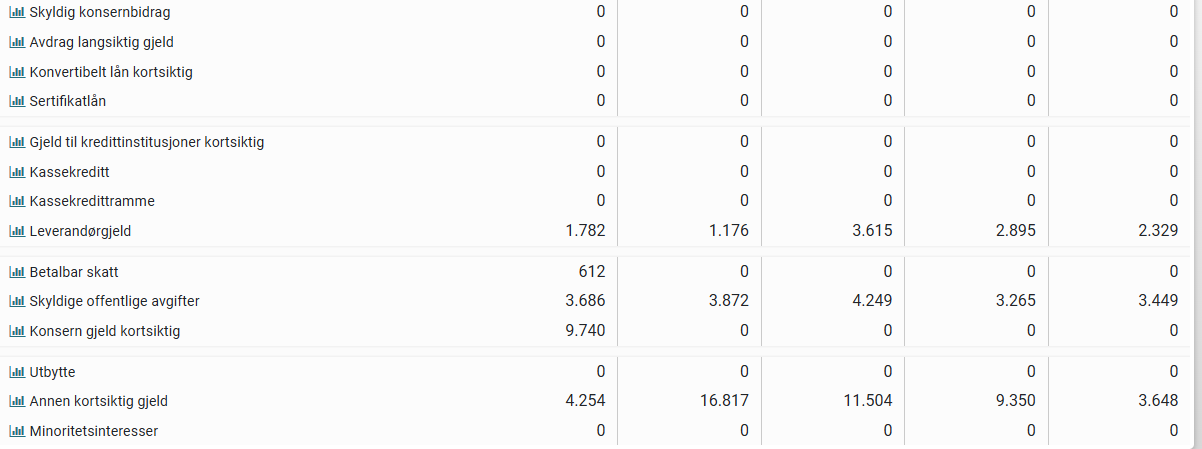 Skyldig konsernbidrag 0 0 0 0 0
Avdrag langsiktig gjeld 0 0 0 0 0
Konvertibelt lån kortsiktig 0 0 0 0 0
Sertifikatlån 0 0 0 0 0
Gjeld til kredittinstitusjoner kortsiktig 0 0 0 0 0
Kassekreditt 0 0 0 0 0
Kassekredittramme 0 0 0 0 0
Leverandørgjeld 1.782 1.176 3.615 2.895 2.329
Betalbar skatt 612 0 0 0 0
Skyldige offentlige avgifter 3.686 3.872 4.249 3.265 3.449
Konsern gjeld kortsiktig 9.740 0 0 0 0
Utbytte 0 0 0 0 0
Annen kortsiktig gjeld 4.254 16.817 11.504 9.350 3.648
Minoritetsinteresser 0 0 0 0 0